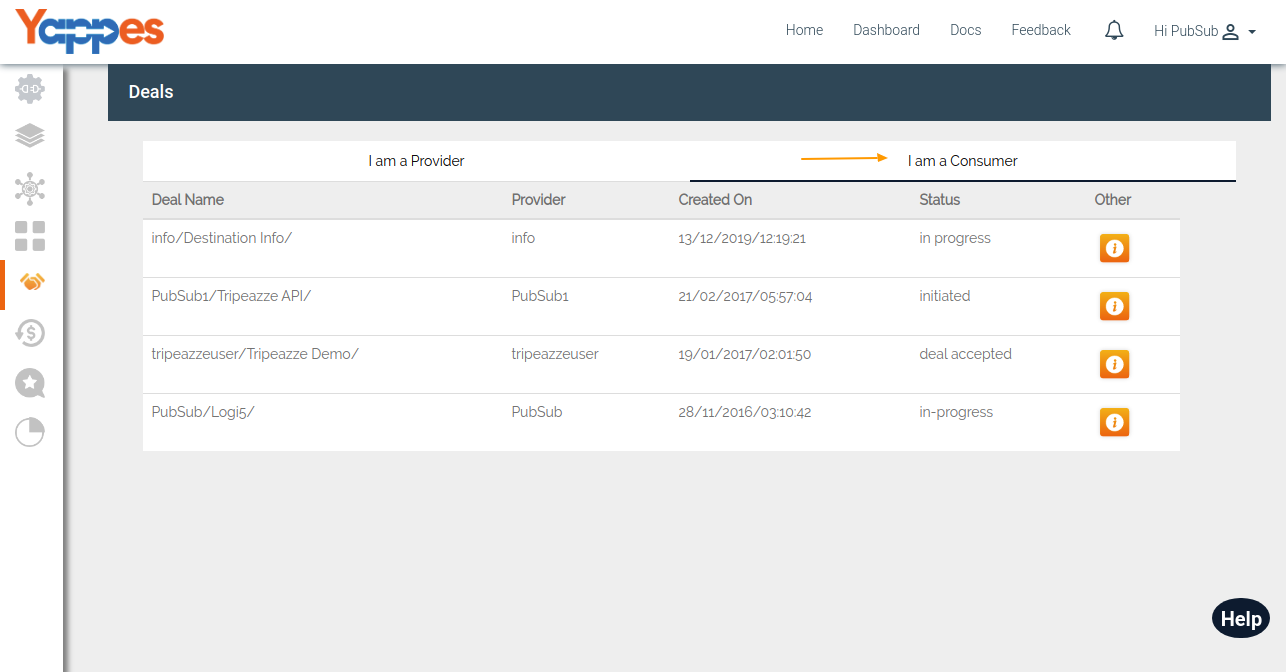 Yappes
Home Dashboard Docs Feedback Hi PubSub
Deals
I am a Provider I am a Consumer
Deal Name Provider Created On Status Other
info/Destination Info/ info 13/12/2019/12:19:21 in progress
PubSub1/Tripeazze API/ PubSub1 21/02/2017/05:57:04 initiated
tripeazzeuser/Tripeazze Demo/ tripeazzeuser 19/01/2017/02:01:50 deal accepted
PubSub/Logi5/ PubSub 28/11/2016/03:10:42 in-progress
Help